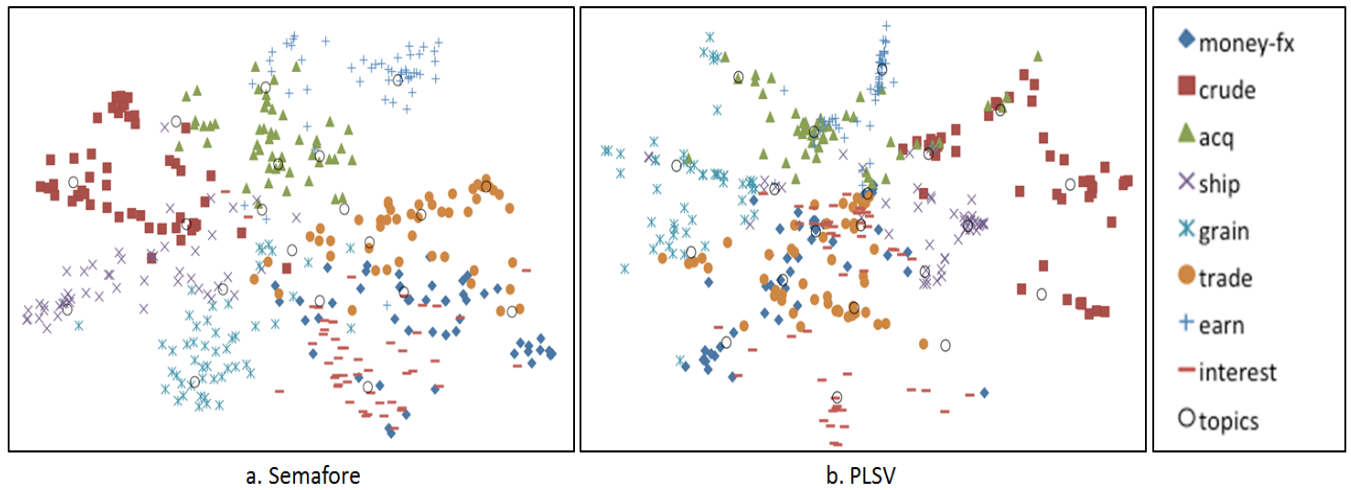 money-fx
crude
acq
ship
grain
trade
earn
interest
topics
a. Semafore
b. PLSV